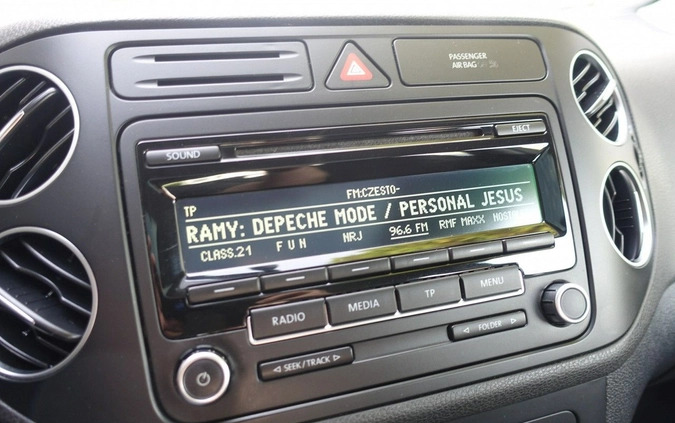 PASSENGER
AIR BAG
EJECT
SOUND
FM:CZESTO-
TP
RAMY: DEPECHE MODE / PERSONAL JESUS
CLASS.21 FUN NRJ 96.6 FM RMF MAXX
RADIO MEDIA TP MENU
SEEK / TRACK
FOLDER